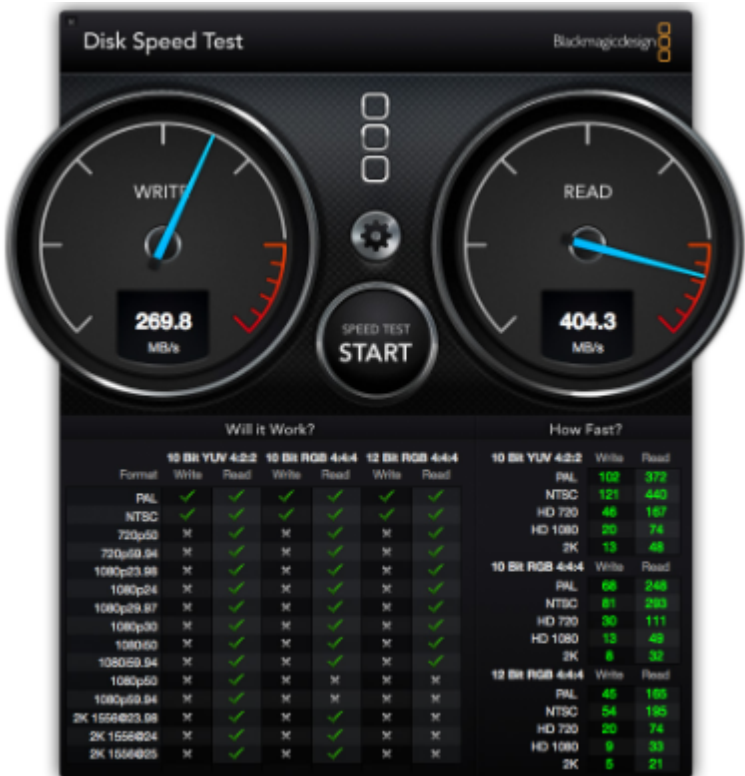 Disk Speed Test
Blackmagicdesign
WRITE
269.8
MB/s
READ
404.3
MB/s
SPEED TEST
START
Will it Work?
10 Bit YUV 4:2:2 10 Bit RGB 4:4:4 12 Bit RGB 4:4:4
Format Write Read Write Read Write Read
PAL
NTSC
720p50
720p59.94
1080p23.98
1080p24
1080p29.97
1080p30
1080i50
1080i59.94
1080p50
1080p59.94
2K 1556@23.98
2K 1556@24
2K 1556@25
How Fast?
10 Bit YUV 4:2:2 Write Read
PAL 102 372
NTSC 121 440
HD 720 46 167
HD 1080 20 74
2K 13 48
10 Bit RGB 4:4:4 Write Read
PAL 68 248
NTSC 81 293
HD 720 30 111
HD 1080 13 49
2K 8 32
12 Bit RGB 4:4:4 Write Read
PAL 45 165
NTSC 54 195
HD 720 20 74
HD 1080 9 33
2K 5 21